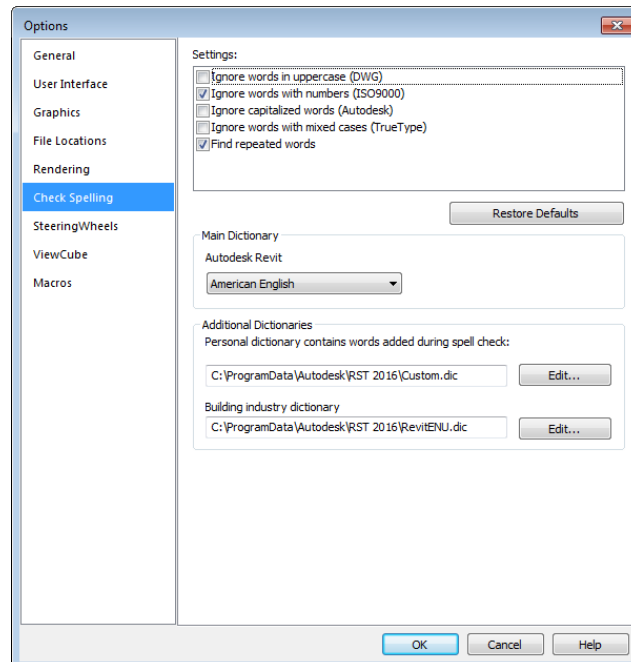 Options
General
User Interface
Graphics
File Locations
Rendering
Check Spelling
SteeringWheels
ViewCube
Macros
Settings:
Ignore words in uppercase (DWG)
Ignore words with numbers (ISO9000)
Ignore capitalized words (Autodesk)
Ignore words with mixed cases (TrueType)
Find repeated words
Restore Defaults
Main Dictionary
Autodesk Revit
American English
Additional Dictionaries
Personal dictionary contains words added during spell check:
C:\ProgramData\Autodesk\RST 2016\Custom.dic
Edit...
Building industry dictionary
C:\ProgramData\Autodesk\RST 2016\RevitENU.dic
Edit...
OK
Cancel
Help